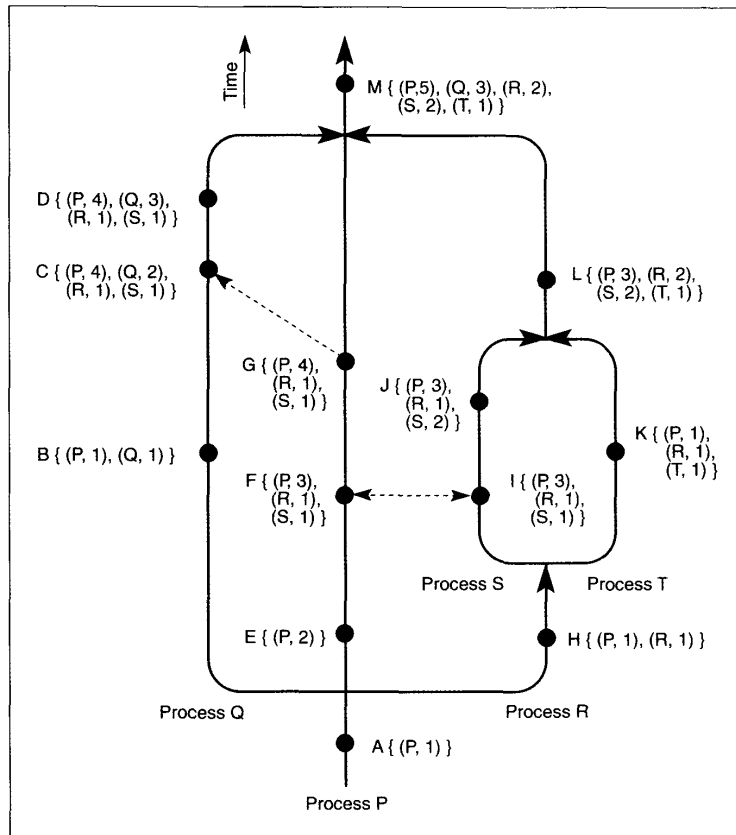 Time
M { (P,5), (Q, 3), (R, 2),
(S, 2), (T, 1) }
D { (P, 4), (Q, 3),
(R, 1), (S, 1) }
C { (P, 4), (Q, 2),
(R, 1), (S, 1) }
L { (P, 3), (R, 2),
(S, 2), (T, 1) }
G { (P, 4),
(R, 1),
(S, 1) }
J { (P, 3),
(R, 1),
(S, 2) }
B { (P, 1), (Q, 1) }
K { (P, 1),
(R, 1),
(T, 1) }
F { (P, 3),
(R, 1),
(S, 1) }
I { (P, 3),
(R, 1),
(S, 1) }
Process S
Process T
E { (P, 2) }
H { (P, 1), (R, 1) }
Process Q
Process R
A { (P, 1) }
Process P